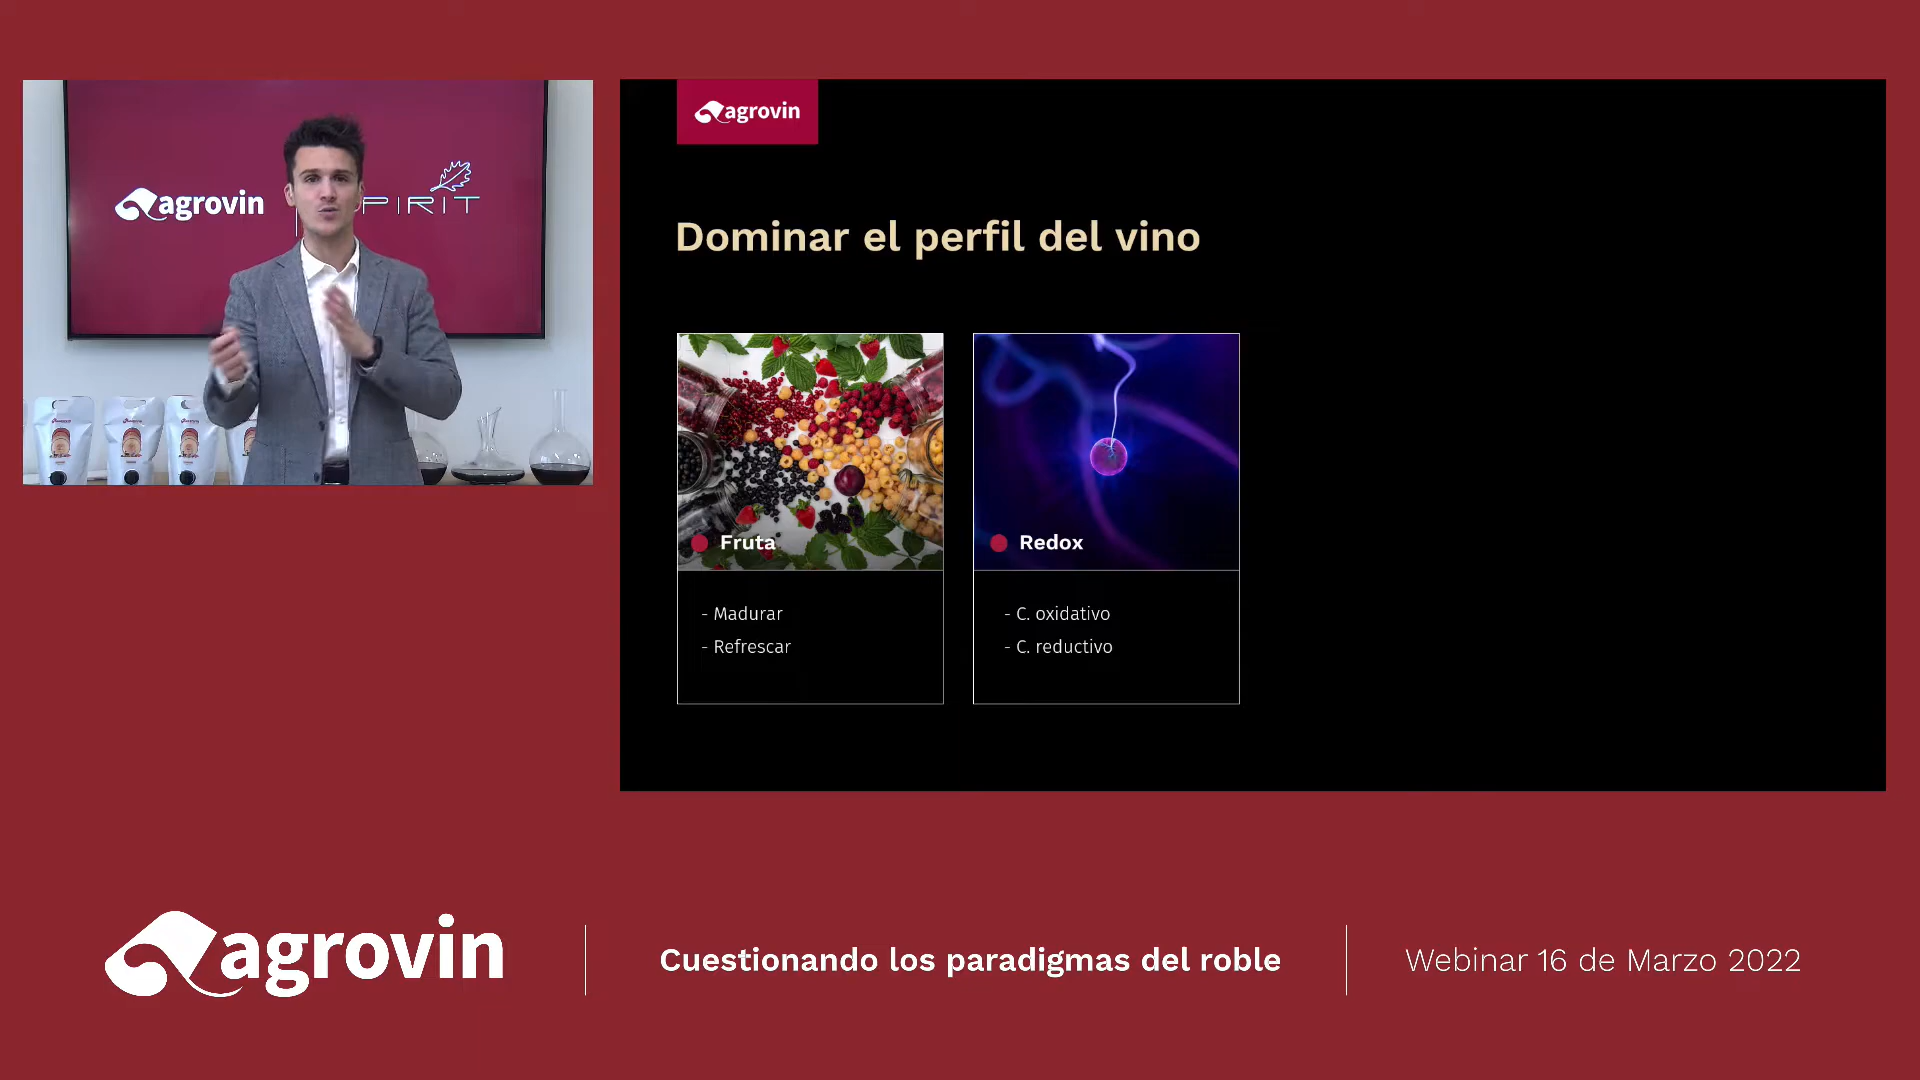 agrovin
PIRIT
agrovin
Dominar el perfil del vino
Fruta
- Madurar
- Refrescar
Redox
- C. oxidativo
- C. reductivo
agrovin
Cuestionando los paradigmas del roble
Webinar 16 de Marzo 2022